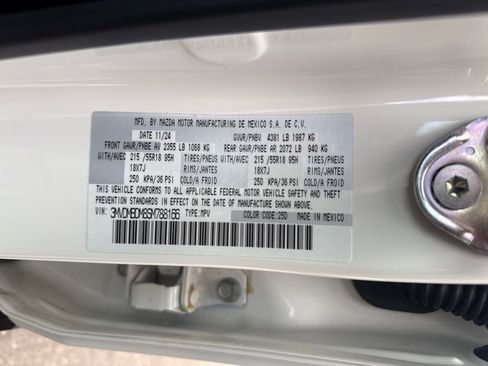 MFD. BY MAZDA MOTOR MANUFACTURING DE MEXICO S.A. DE C.V.
DATE 11/24 GVWR/PNBV 4381 LB 1987 KG
FRONT GAWR/PNBE AV 2355 LB 1068 KG REAR GAWR/PNBE AR 2072 LB 940 KG
WITH/AVEC 215 /55R18 95H TIRES/PNEUS WITH/AVEC 215 /55R18 95H TIRES/PNEUS
18X7J RIMS/JANTES 18X7J RIMS/JANTES
250 KPA/36 PSI COLD/A FROID 250 KPA/36 PSI COLD/A FROID
THIS VEHICLE CONFORMS TO ALL APPLICABLE FEDERAL MOTOR VEHICLE SAFETY AND THEFT
PREVENTION STANDARDS IN EFFECT ON THE DATE OF MANUFACTURE SHOWN ABOVE.
VIN: 3MVDMBDM8SM788166 TYPE:MPV COLOR CODE:25D MADE IN MEXICO